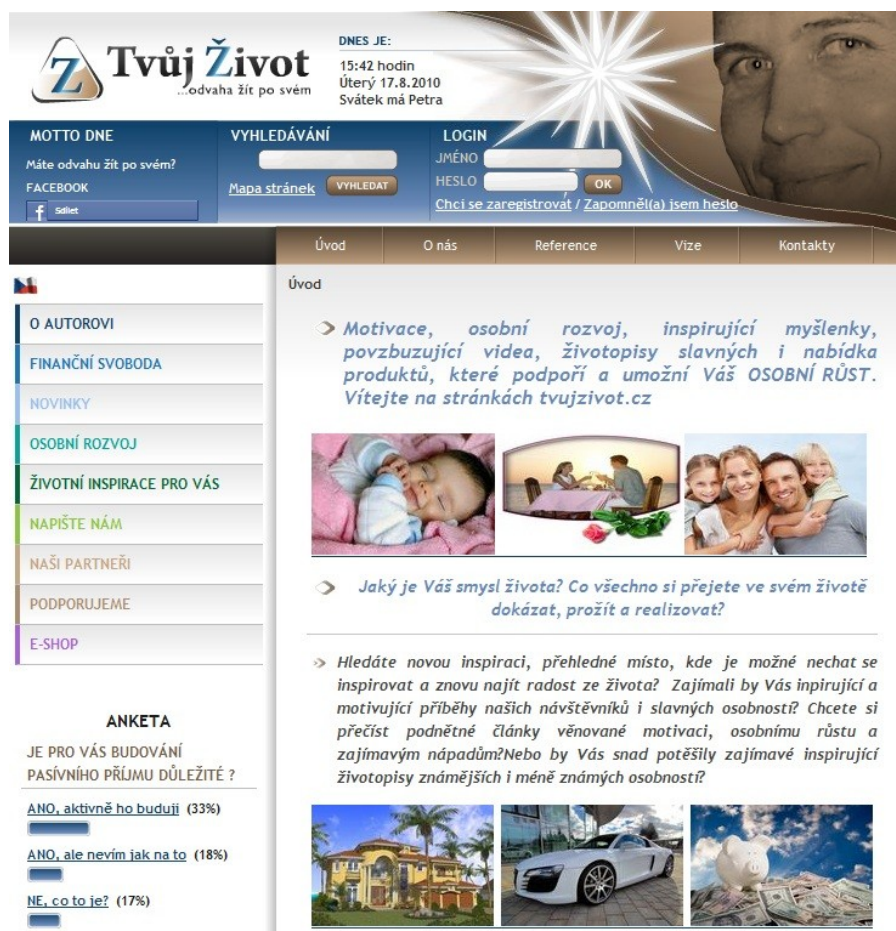 Z
Tvůj Život
...odvaha žít po svém
DNES JE:
15:42 hodin
Úterý 17.8.2010
Svátek má Petra
MOTTO DNE
Máte odvahu žít po svém?
FACEBOOK
f Sdílet
VYHLEDÁVÁNÍ
Mapa stránek VYHLEDAT
LOGIN
JMÉNO
HESLO OK
Chci se zaregistrovat / Zapomněl(a) jsem heslo
Úvod O nás Reference Vize Kontakty
O AUTOROVI
FINANČNÍ SVOBODA
NOVINKY
OSOBNÍ ROZVOJ
ŽIVOTNÍ INSPIRACE PRO VÁS
NAPIŠTE NÁM
NAŠI PARTNEŘI
PODPORUJEME
E-SHOP
ANKETA
JE PRO VÁS BUDOVÁNÍ
PASÍVNÍHO PŘÍJMU DŮLEŽITÉ ?
ANO, aktivně ho buduji (33%)
ANO, ale nevím jak na to (18%)
NE, co to je? (17%)
Úvod
Motivace, osobní rozvoj, inspirující myšlenky,
povzbuzující videa, životopisy slavných i nabídka
produktů, které podpoří a umožní Váš OSOBNÍ RŮST.
Vítejte na stránkách tvujzivot.cz
Jaký je Váš smysl života? Co všechno si přejete ve svém životě
dokázat, prožít a realizovat?
Hledáte novou inspiraci, přehledné místo, kde je možné nechat se
inspirovat a znovu najít radost ze života? Zajímali by Vás inpirující a
motivující příběhy našich návštěvníků i slavných osobností? Chcete si
přečíst podnětné články věnované motivaci, osobnímu růstu a
zajímavým nápadům?Nebo by Vás snad potěšily zajímavé inspirující
životopisy známějších i méně známých osobností?